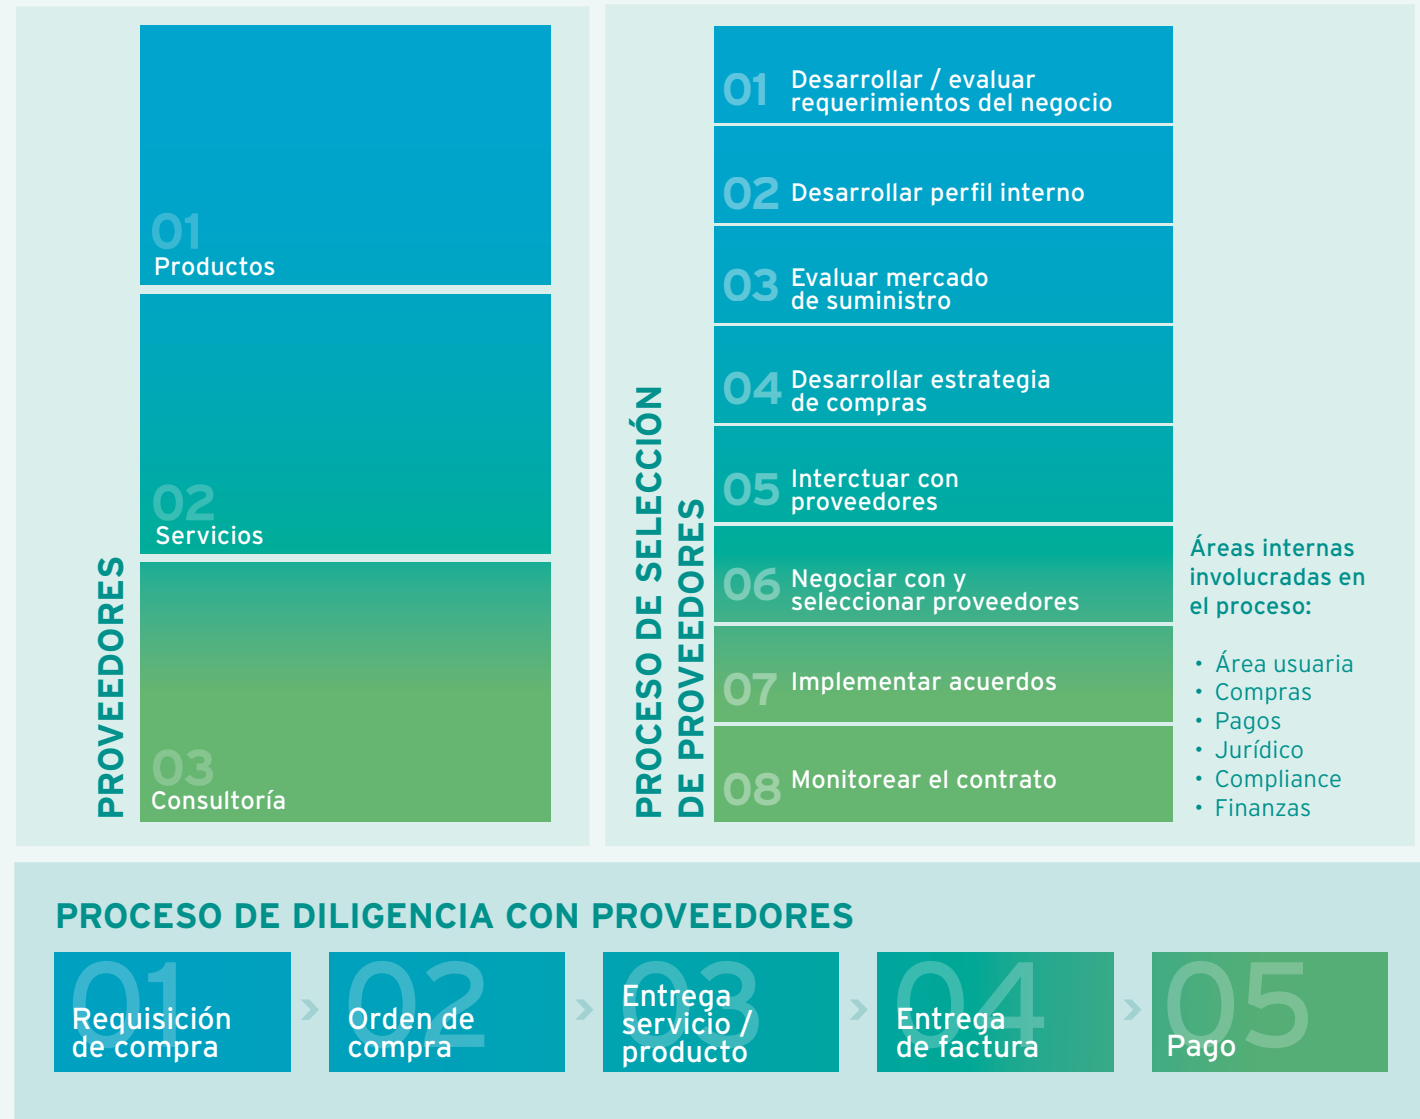 PROVEEDORES
01
Productos
02
Servicios
03
Consultoría
PROCESO DE SELECCIÓN
DE PROVEEDORES
01 Desarrollar / evaluar
requerimientos del negocio
02 Desarrollar perfil interno
03 Evaluar mercado
de suministro
04 Desarrollar estrategia
de compras
05 Interctuar con
proveedores
06 Negociar con y
seleccionar proveedores
07 Implementar acuerdos
08 Monitorear el contrato
Áreas internas
involucradas en
el proceso:
• Área usuaria
• Compras
• Pagos
• Jurídico
• Compliance
• Finanzas
PROCESO DE DILIGENCIA CON PROVEEDORES
01
Requisición
de compra
02
Orden de
compra
03
Entrega
servicio /
producto
04
Entrega
de factura
05
Pago